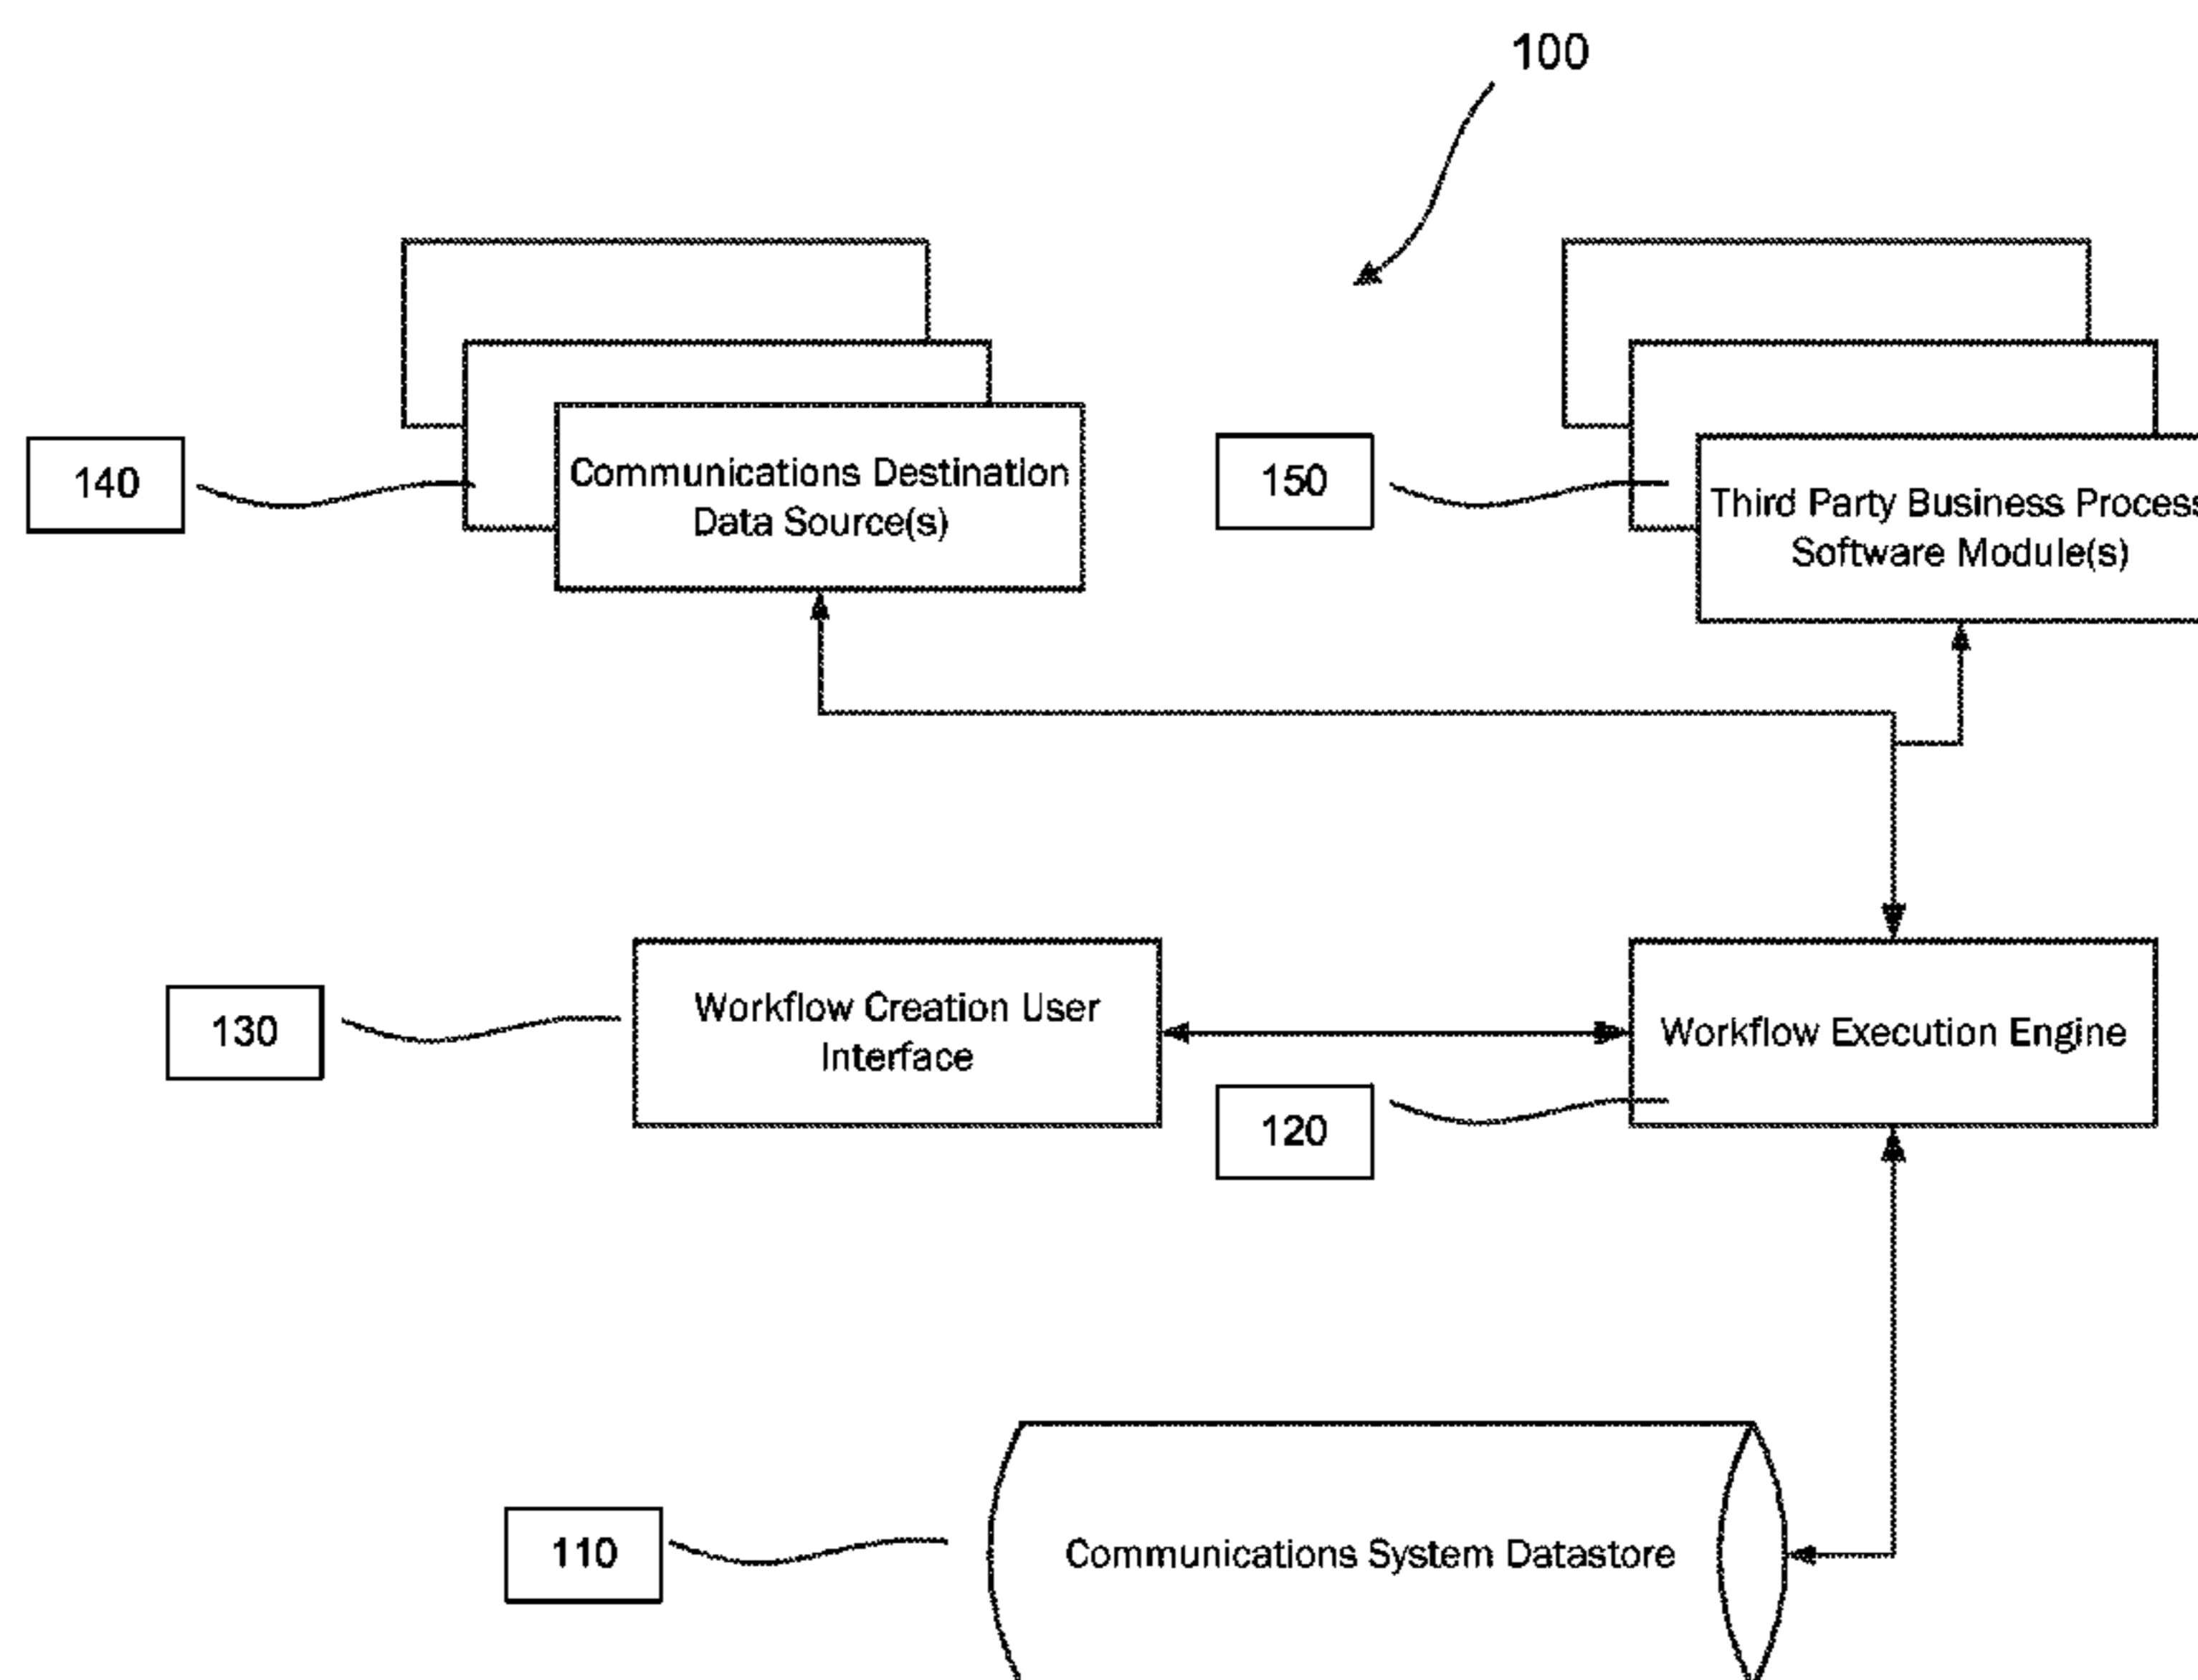 100
140
Communications Destination
Data Source(s)
150
Third Party Business Process
Software Module(s)
130
Workflow Creation User
Interface
120
Workflow Execution Engine
110
Communications System Datastore